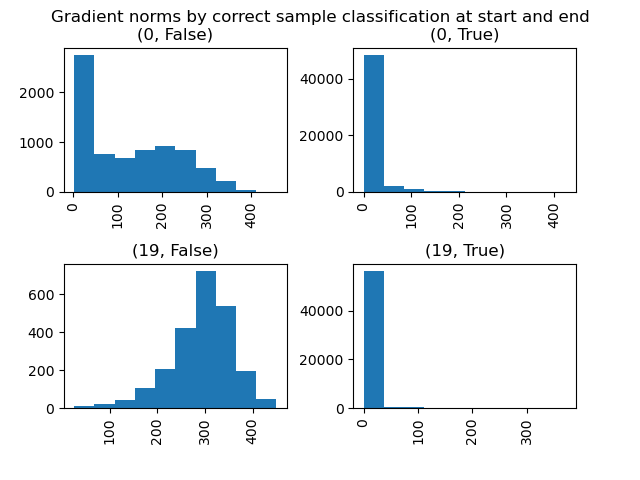 Gradient norms by correct sample classification at start and end
(0, False)
(0, True)
2000
1000
0
40000
20000
0
0 100 200 300 400
0 100 200 300 400
(19, False)
(19, True)
600
400
200
0
40000
20000
0
100 200 300 400
0 100 200 300